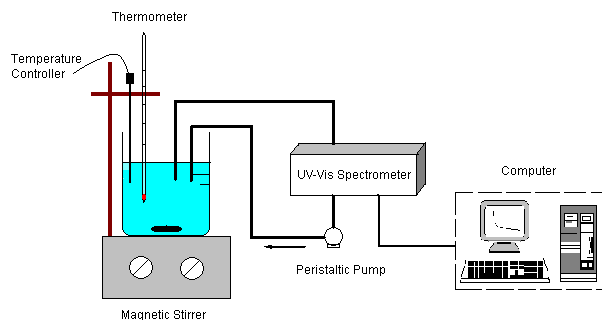 Thermometer
Temperature
Controller
UV-Vis Spectrometer
Computer
Peristaltic Pump
Magnetic Stirrer